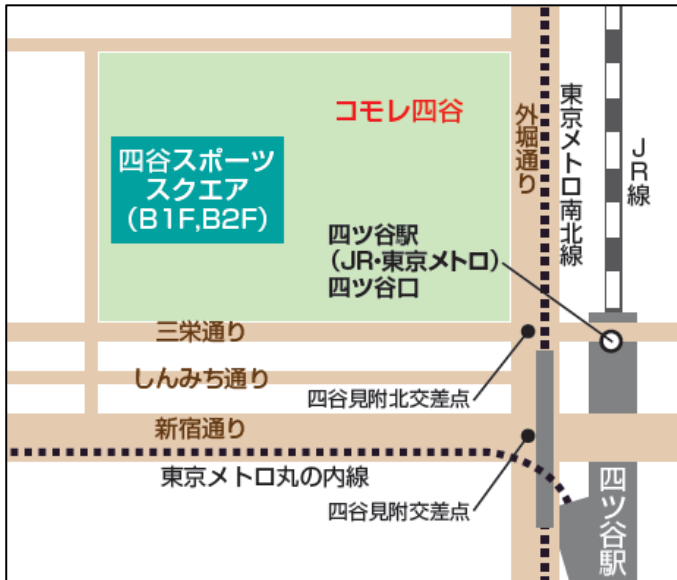 コモレ四谷
四谷スポーツ
スクエア
(B1F,B2F)
外堀通り
東京メトロ南北線
JR線
四ツ谷駅
(JR・東京メトロ)
四ツ谷口
三栄通り
しんみち通り
四谷見附北交差点
新宿通り
東京メトロ丸の内線
四谷見附交差点
四ツ谷駅